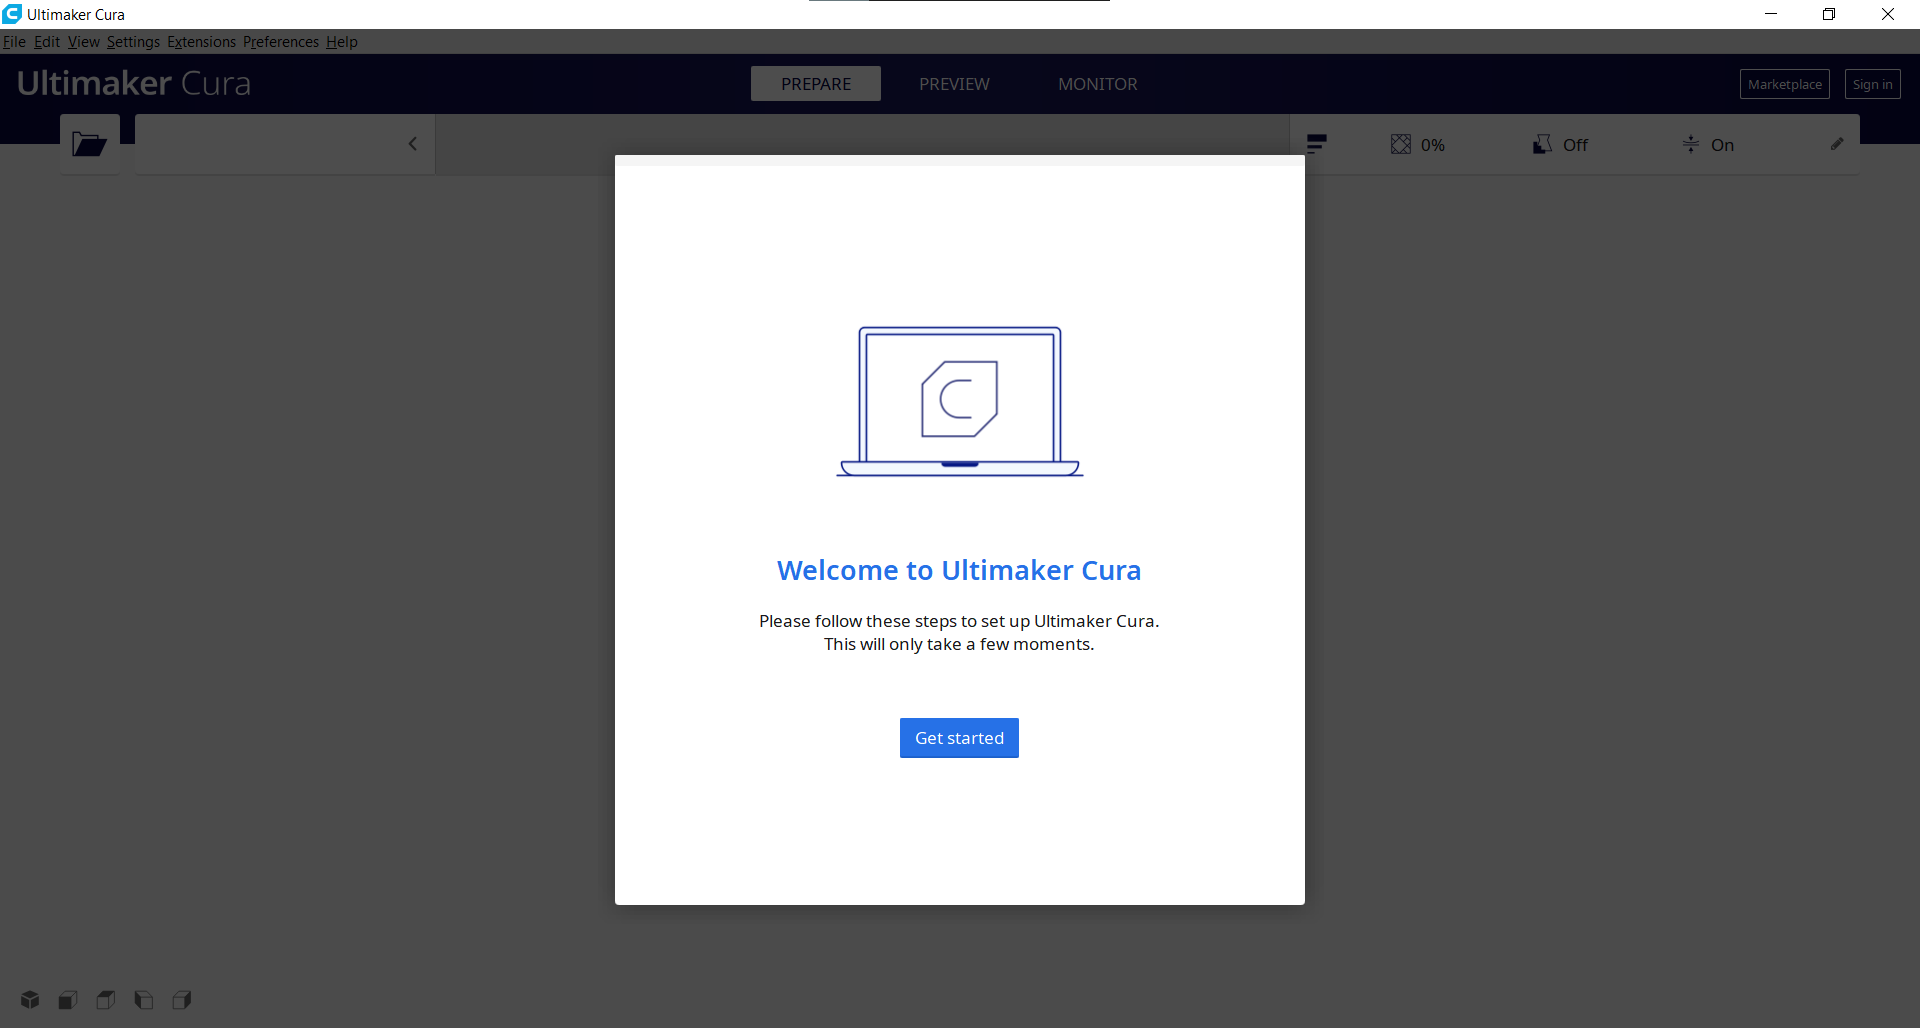 Ultimaker Cura
File Edit View Settings Extensions Preferences Help
Ultimaker Cura
PREPARE PREVIEW MONITOR
Marketplace Sign in
0% Off On
Welcome to Ultimaker Cura
Please follow these steps to set up Ultimaker Cura.
This will only take a few moments.
Get started